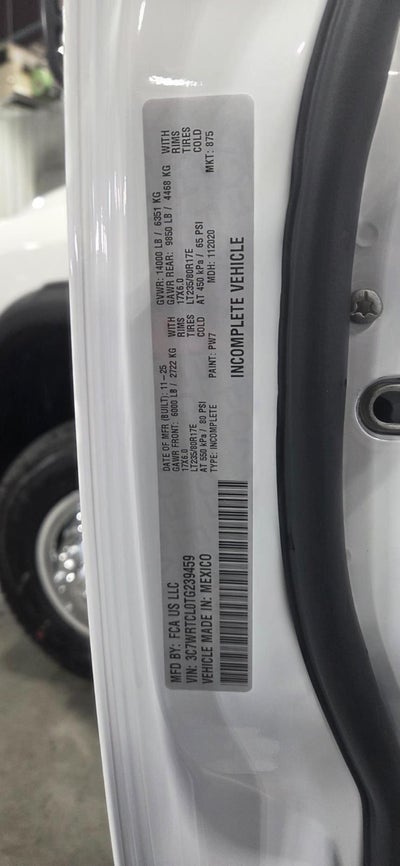 MFD BY: FCA US LLC
VIN: 3C7WRTCL0TG239459
VEHICLE MADE IN: MEXICO
DATE OF MFR (BUILT): 11-25
GVWR: 14000 LB / 6351 KG
GAWR FRONT: 6000 LB / 2722 KG WITH
17X6.0 RIMS
LT235/80R17E TIRES
AT 550 kPa / 80 PSI COLD
GAWR REAR: 9850 LB / 4468 KG WITH
17X6.0 RIMS
LT235/80R17E TIRES
AT 450 kPa / 65 PSI COLD
TYPE: INCOMPLETE PAINT: PW7 MDH: 112020 MKT: 875
INCOMPLETE VEHICLE